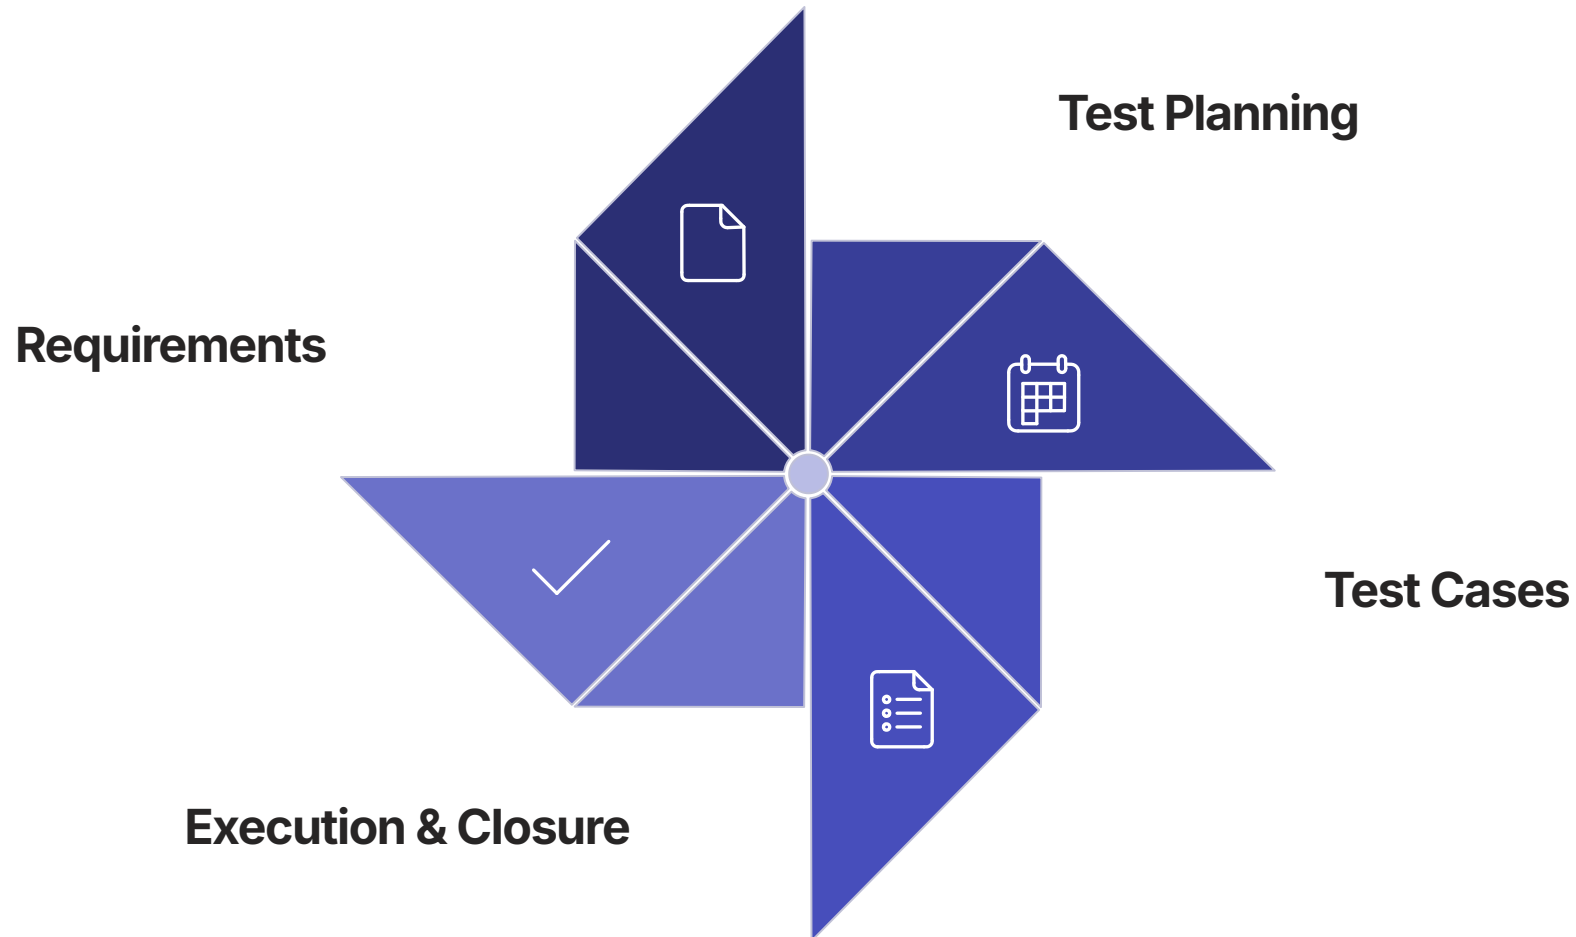 Test Planning
Requirements
Test Cases
Execution & Closure